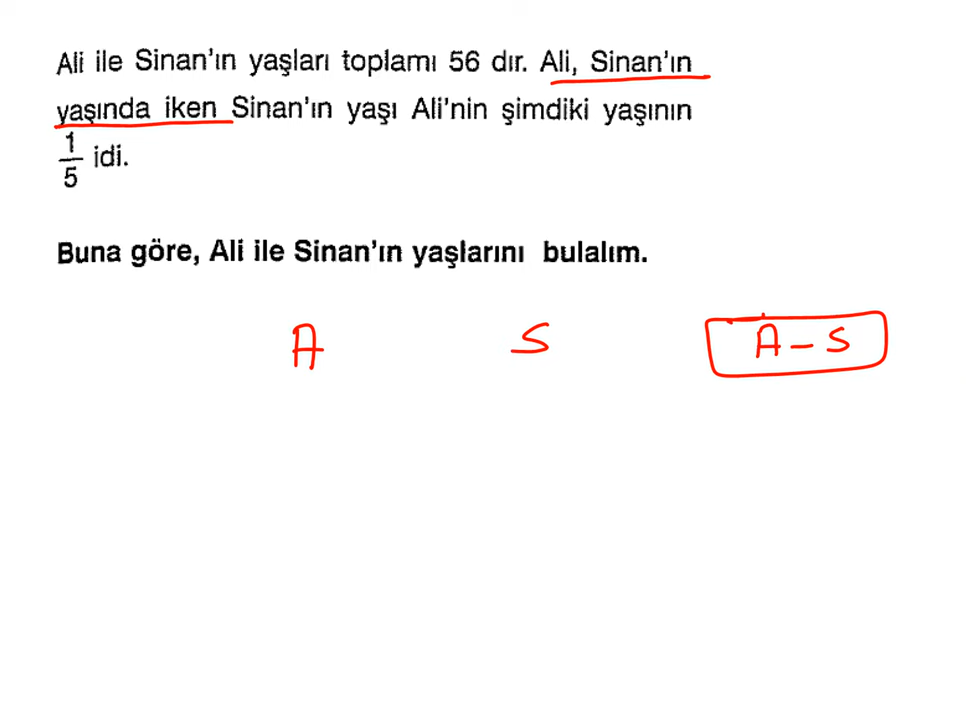 Ali ile Sinan'ın yaşları toplamı 56 dır. Ali, Sinan'ın
yaşında iken Sinan'ın yaşı Ali'nin şimdiki yaşının
1/5 idi.
Buna göre, Ali ile Sinan'ın yaşlarını bulalım.
A S A – S